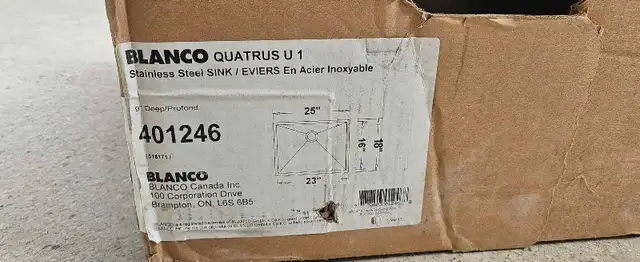 BLANCO QUATRUS U 1
Stainless Steel SINK / EVIERS En Acier Inoxyable
9" Deep/Profond
401246
25"
16"
18"
23"
BLANCO
BLANCO Canada Inc.
100 Corporation Drive
Brampton, ON, L6S 6B5